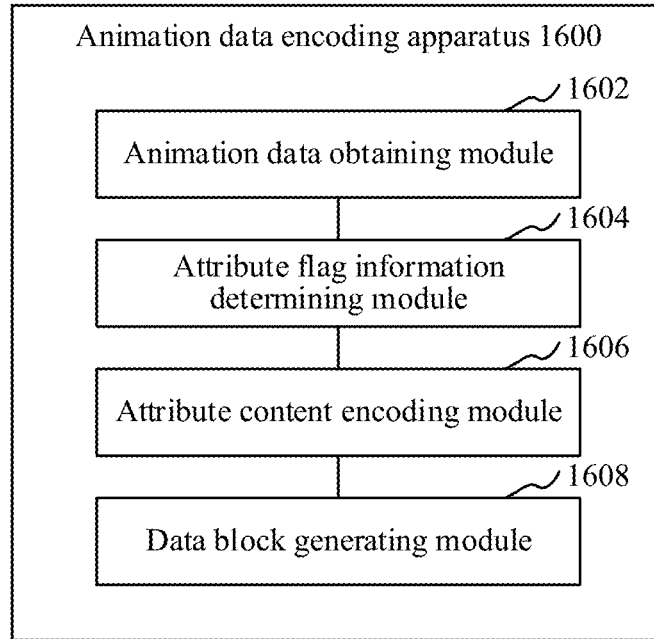 Animation data encoding apparatus 1600
1602
Animation data obtaining module
1604
Attribute flag information
determining module
1606
Attribute content encoding module
1608
Data block generating module